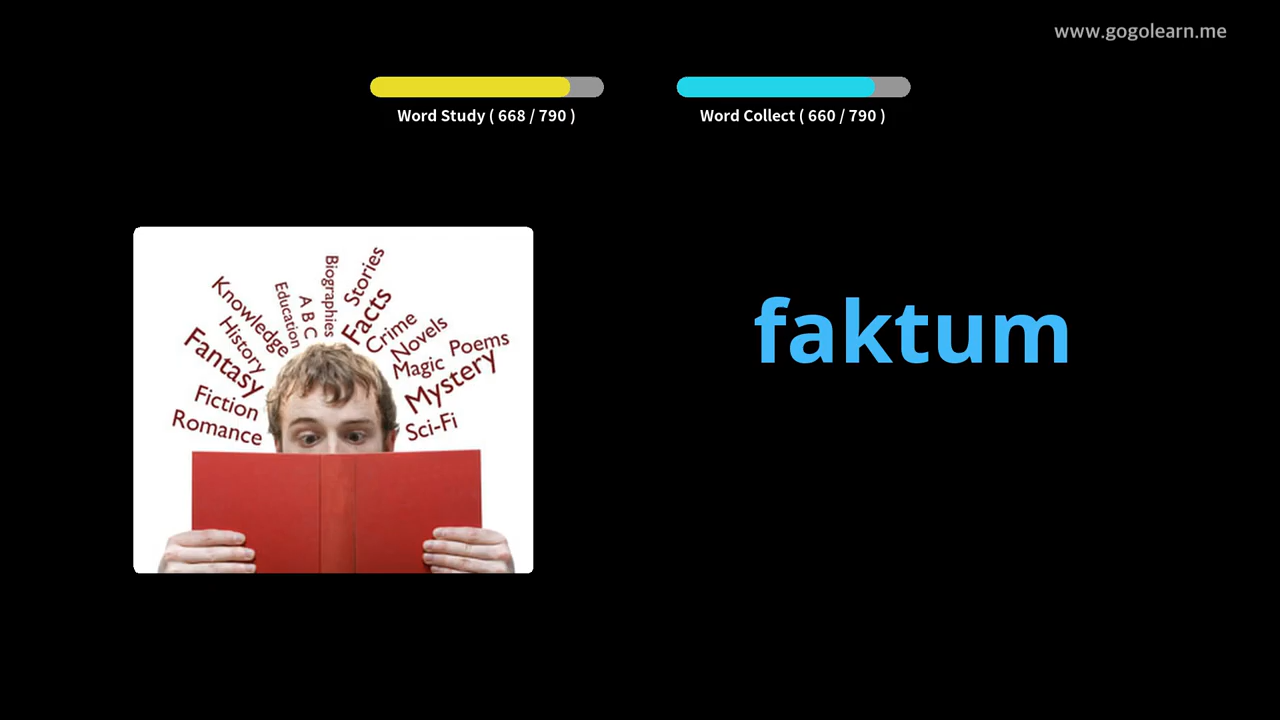 www.gogolearn.me
Word Study ( 668 / 790 )
Word Collect ( 660 / 790 )
faktum
Romance
Fiction
Fantasy
History
Knowledge
Education
A B C
Biographies
Stories
Facts
Crime
Novels
Magic
Poems
Mystery
Sci-Fi